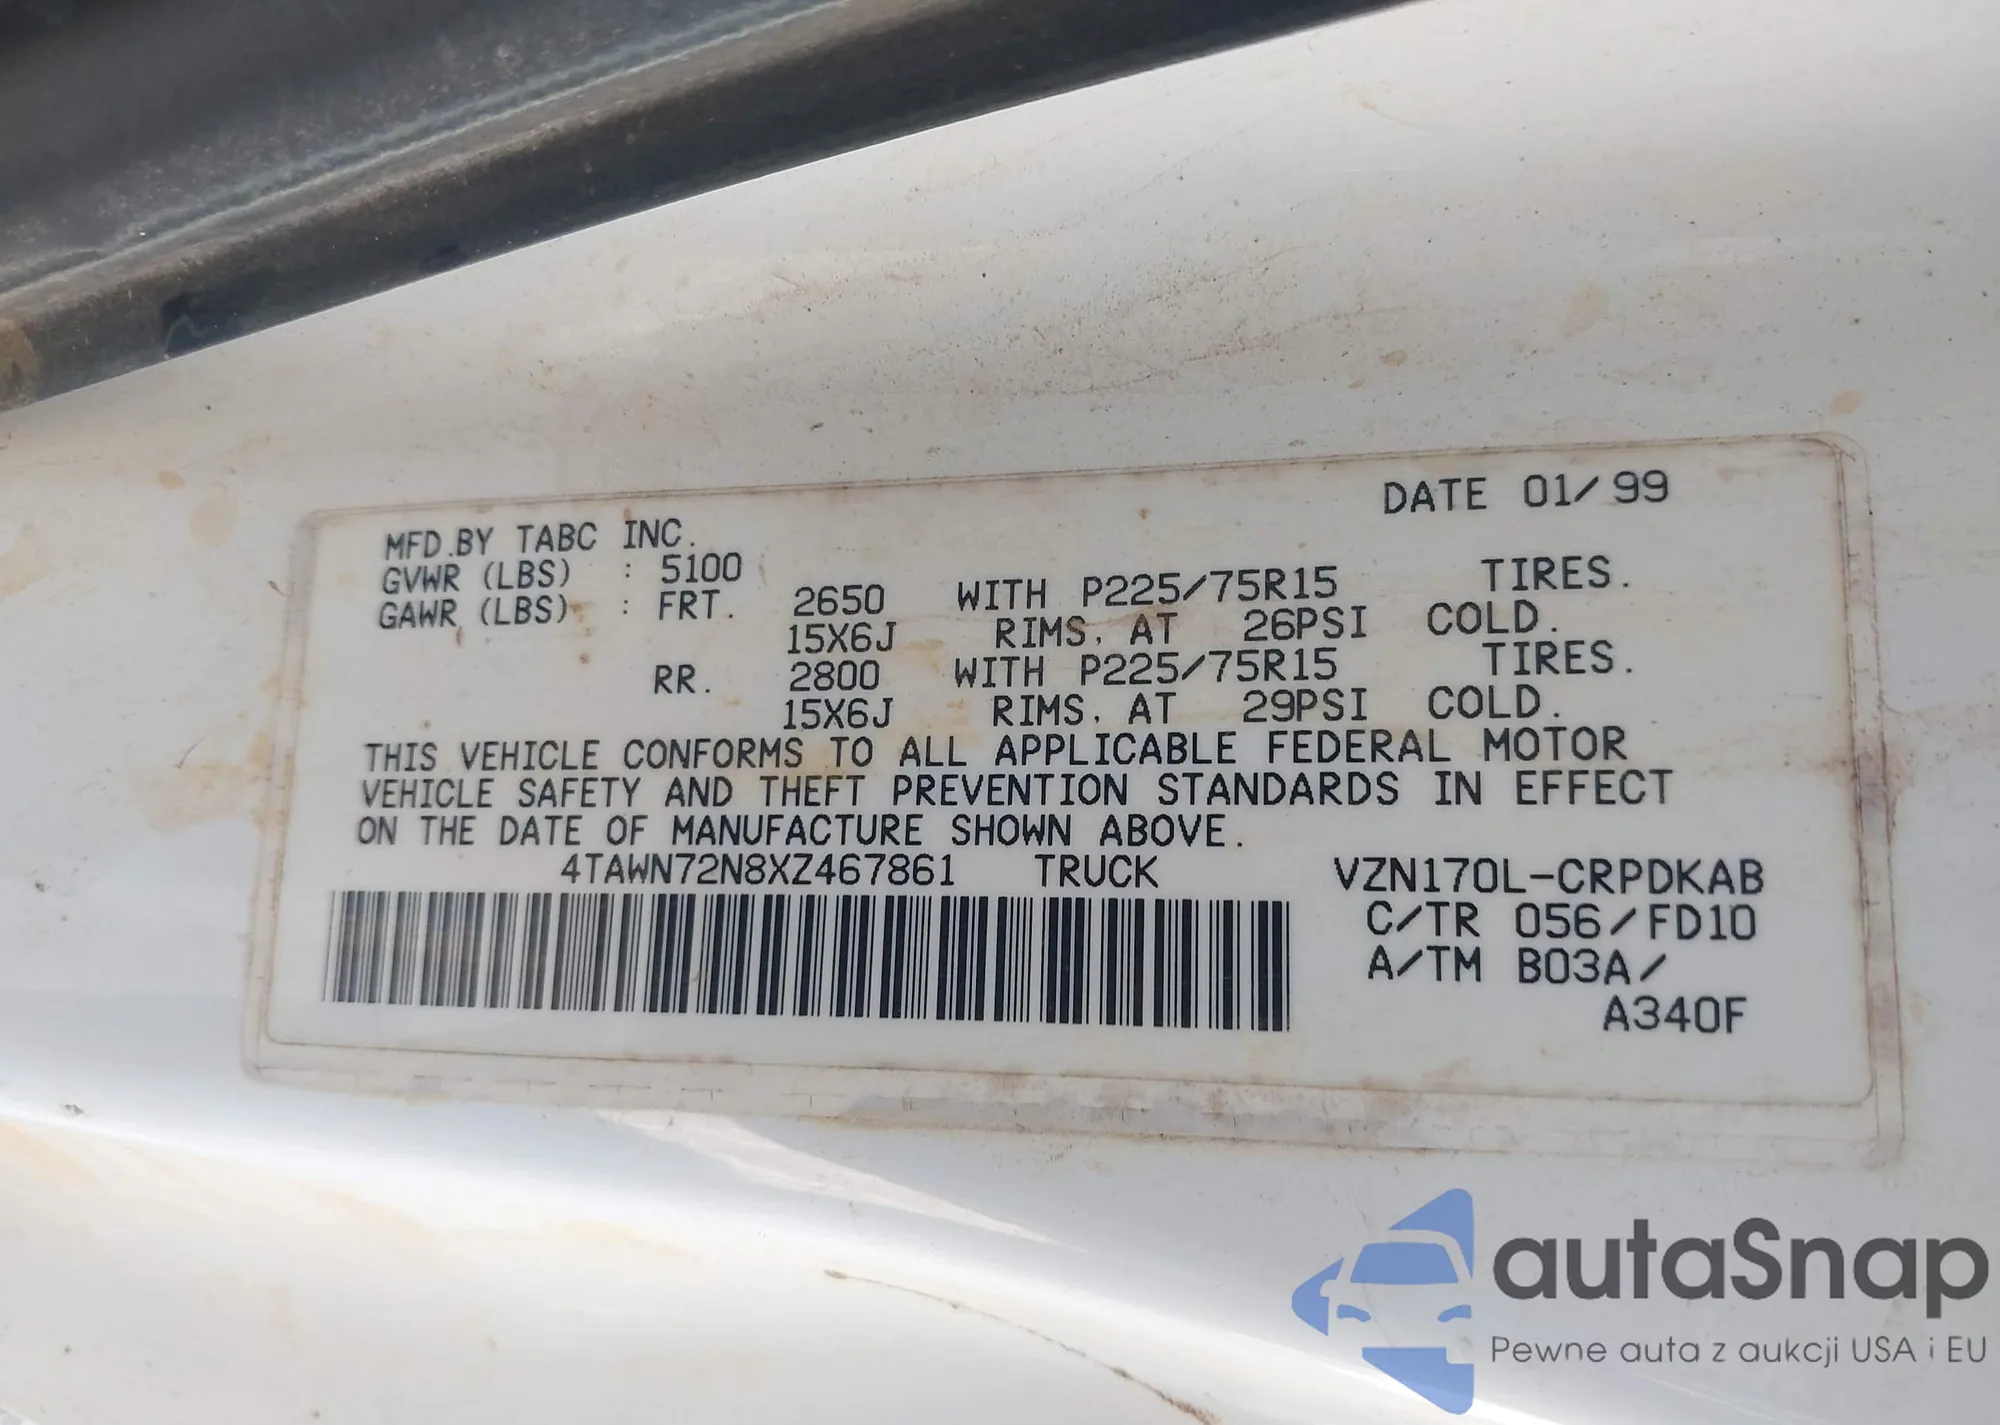 DATE 01/99
MFD.BY TABC INC.
GVWR (LBS) : 5100
GAWR (LBS) : FRT. 2650 WITH P225/75R15 TIRES.
15X6J RIMS, AT 26PSI COLD.
RR. 2800 WITH P225/75R15 TIRES.
15X6J RIMS, AT 29PSI COLD.
THIS VEHICLE CONFORMS TO ALL APPLICABLE FEDERAL MOTOR
VEHICLE SAFETY AND THEFT PREVENTION STANDARDS IN EFFECT
ON THE DATE OF MANUFACTURE SHOWN ABOVE.
4TAWN72N8XZ467861 TRUCK VZN170L-CRPDKAB
C/TR 056/FD10
A/TM B03A/
A340F
autaSnap
Pewne auta z aukcji USA i EU